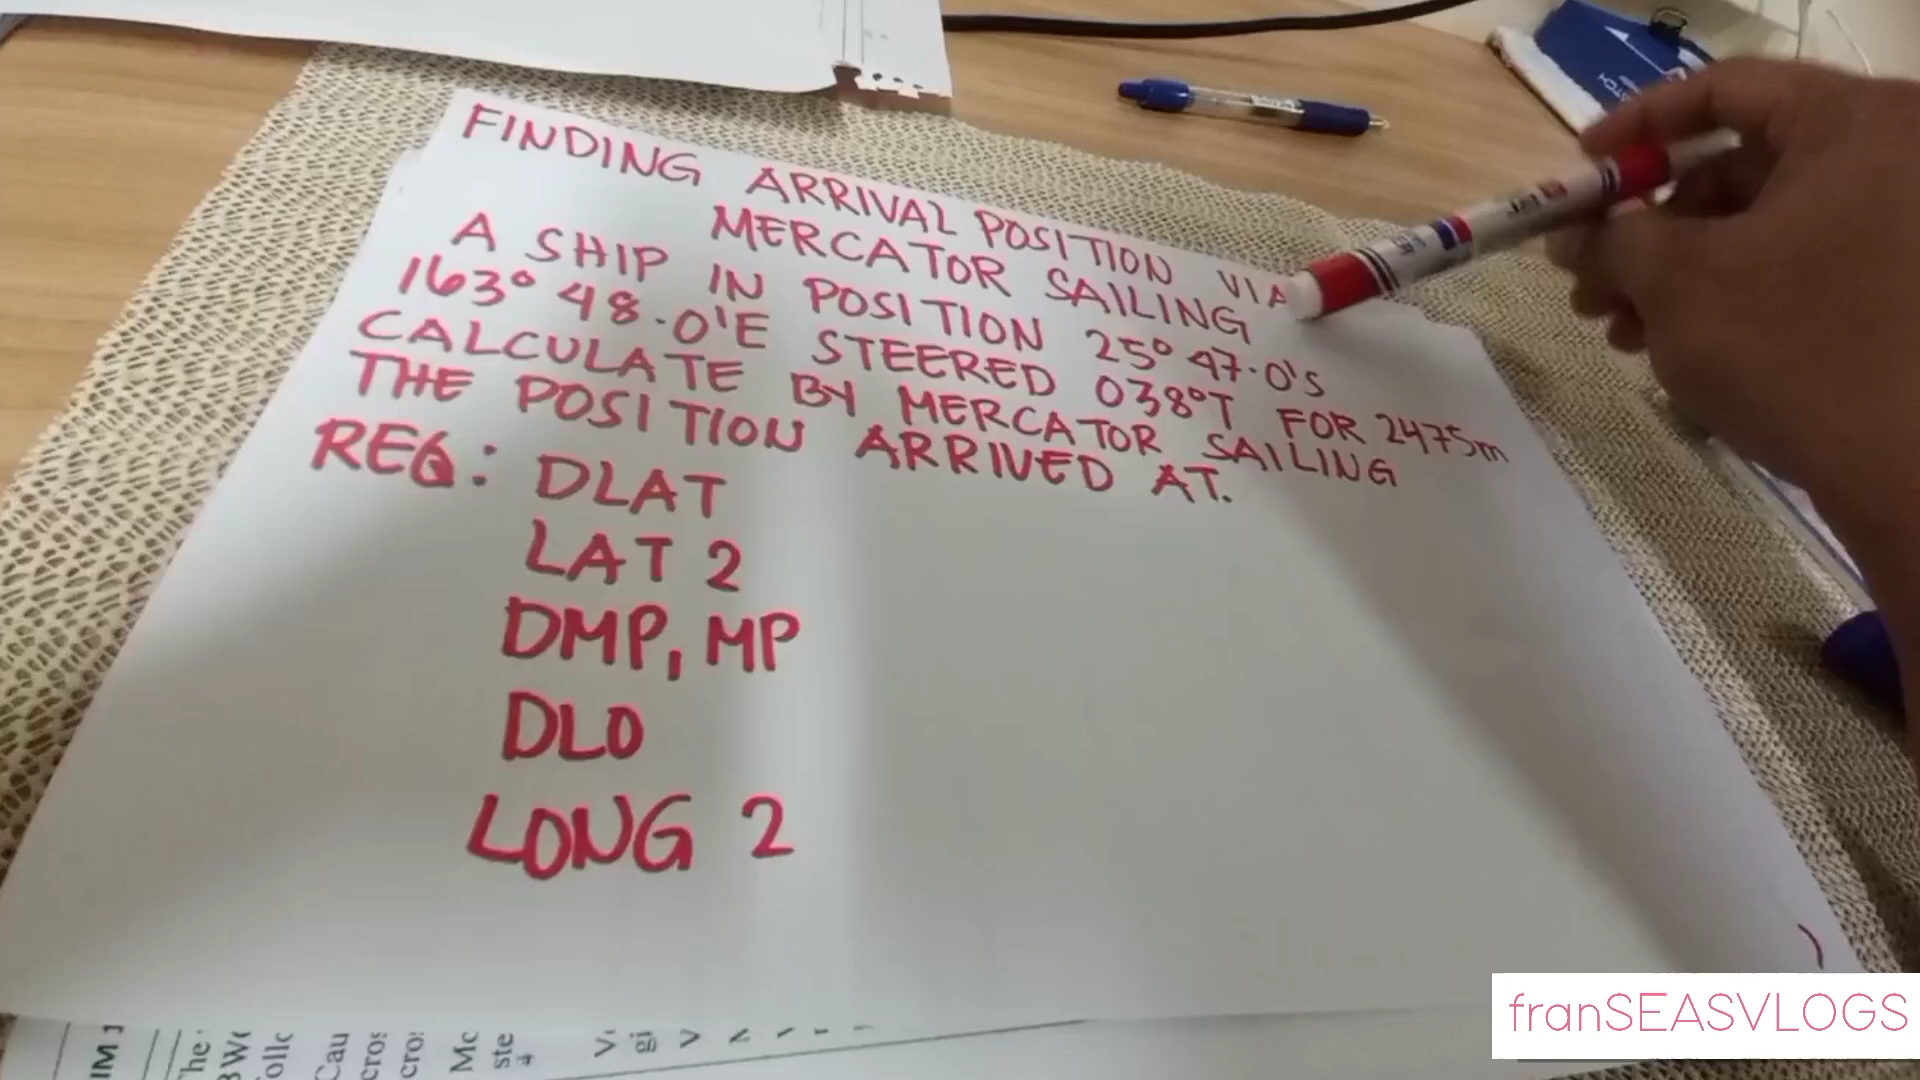 FINDING ARRIVAL POSITION VIA
MERCATOR SAILING
A SHIP IN POSITION 25° 47.0'S
163° 48.0'E STEERED 038°T FOR 2475m
CALCULATE BY MERCATOR SAILING
THE POSITION ARRIVED AT.
REQ: DLAT
LAT 2
DMP, MP
DLO
LONG 2
franSEASVLOGS